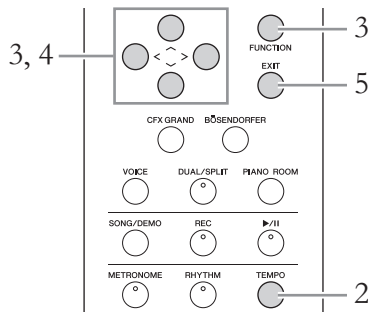 3
3, 4
< >
FUNCTION
EXIT
5
CFX GRAND BÖSENDORFER
VOICE DUAL/SPLIT PIANO ROOM
SONG/DEMO REC ►/II
METRONOME RHYTHM TEMPO
2